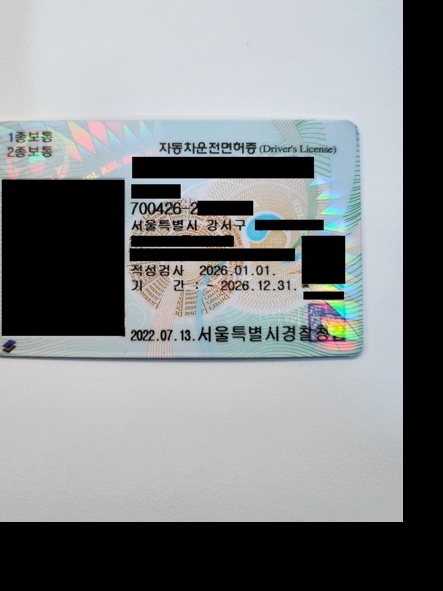 1종보통
2종보통
자동차운전면허증 (Driver's License)
700426-2
서울특별시 강서구
적성검사 2026.01.01.
기 간 : ~ 2026.12.31.
2022.07.13. 서울특별시경찰청장